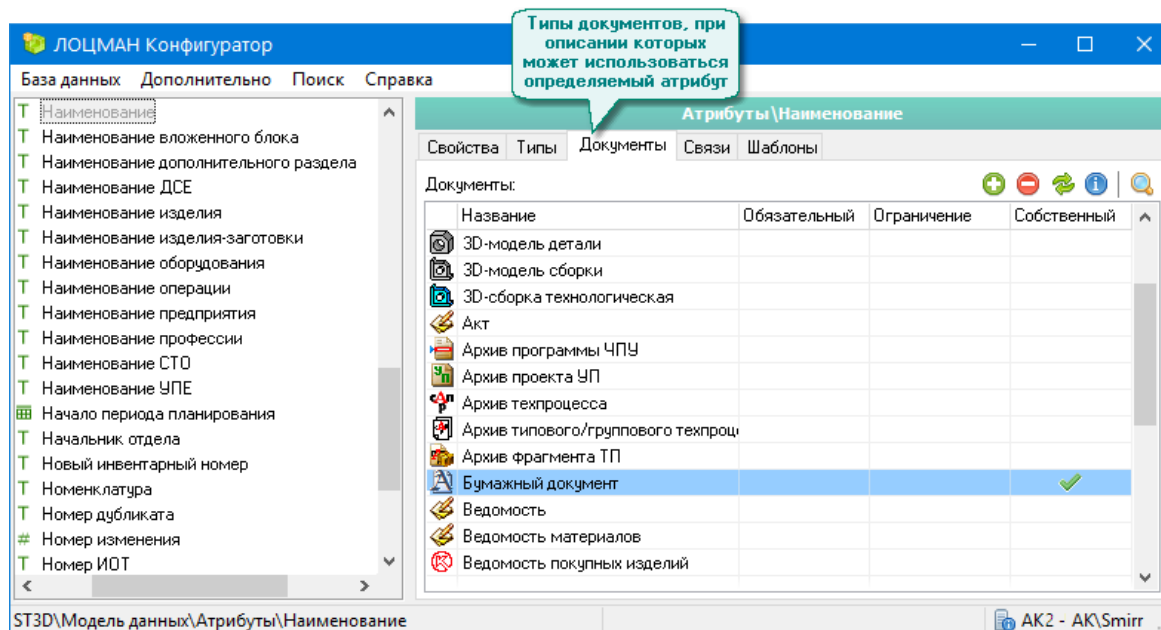 Типы документов, при
описании которых
может использоваться
определяемый атрибут
ЛОЦМАН Конфигуратор
База данных Дополнительно Поиск Справка
Наименование
Наименование вложенного блока
Наименование дополнительного раздела
Наименование ДСЕ
Наименование изделия
Наименование изделия-заготовки
Наименование оборудования
Наименование операции
Наименование предприятия
Наименование профессии
Наименование СТО
Наименование УПЕ
Начало периода планирования
Начальник отдела
Новый инвентарный номер
Номенклатура
Номер дубликата
Номер изменения
Номер ИОТ
Атрибуты\Наименование
Свойства Типы Документы Связи Шаблоны
Документы:
Название Обязательный Ограничение Собственный
3D-модель детали
3D-модель сборки
3D-сборка технологическая
Акт
Архив программы ЧПУ
Архив проекта УП
Архив техпроцесса
Архив типового/группового техпроц
Архив фрагмента ТП
Бумажный документ
Ведомость
Ведомость материалов
Ведомость покупных изделий
ST3D\Модель данных\Атрибуты\Наименование
AK2 - AK\Smirr